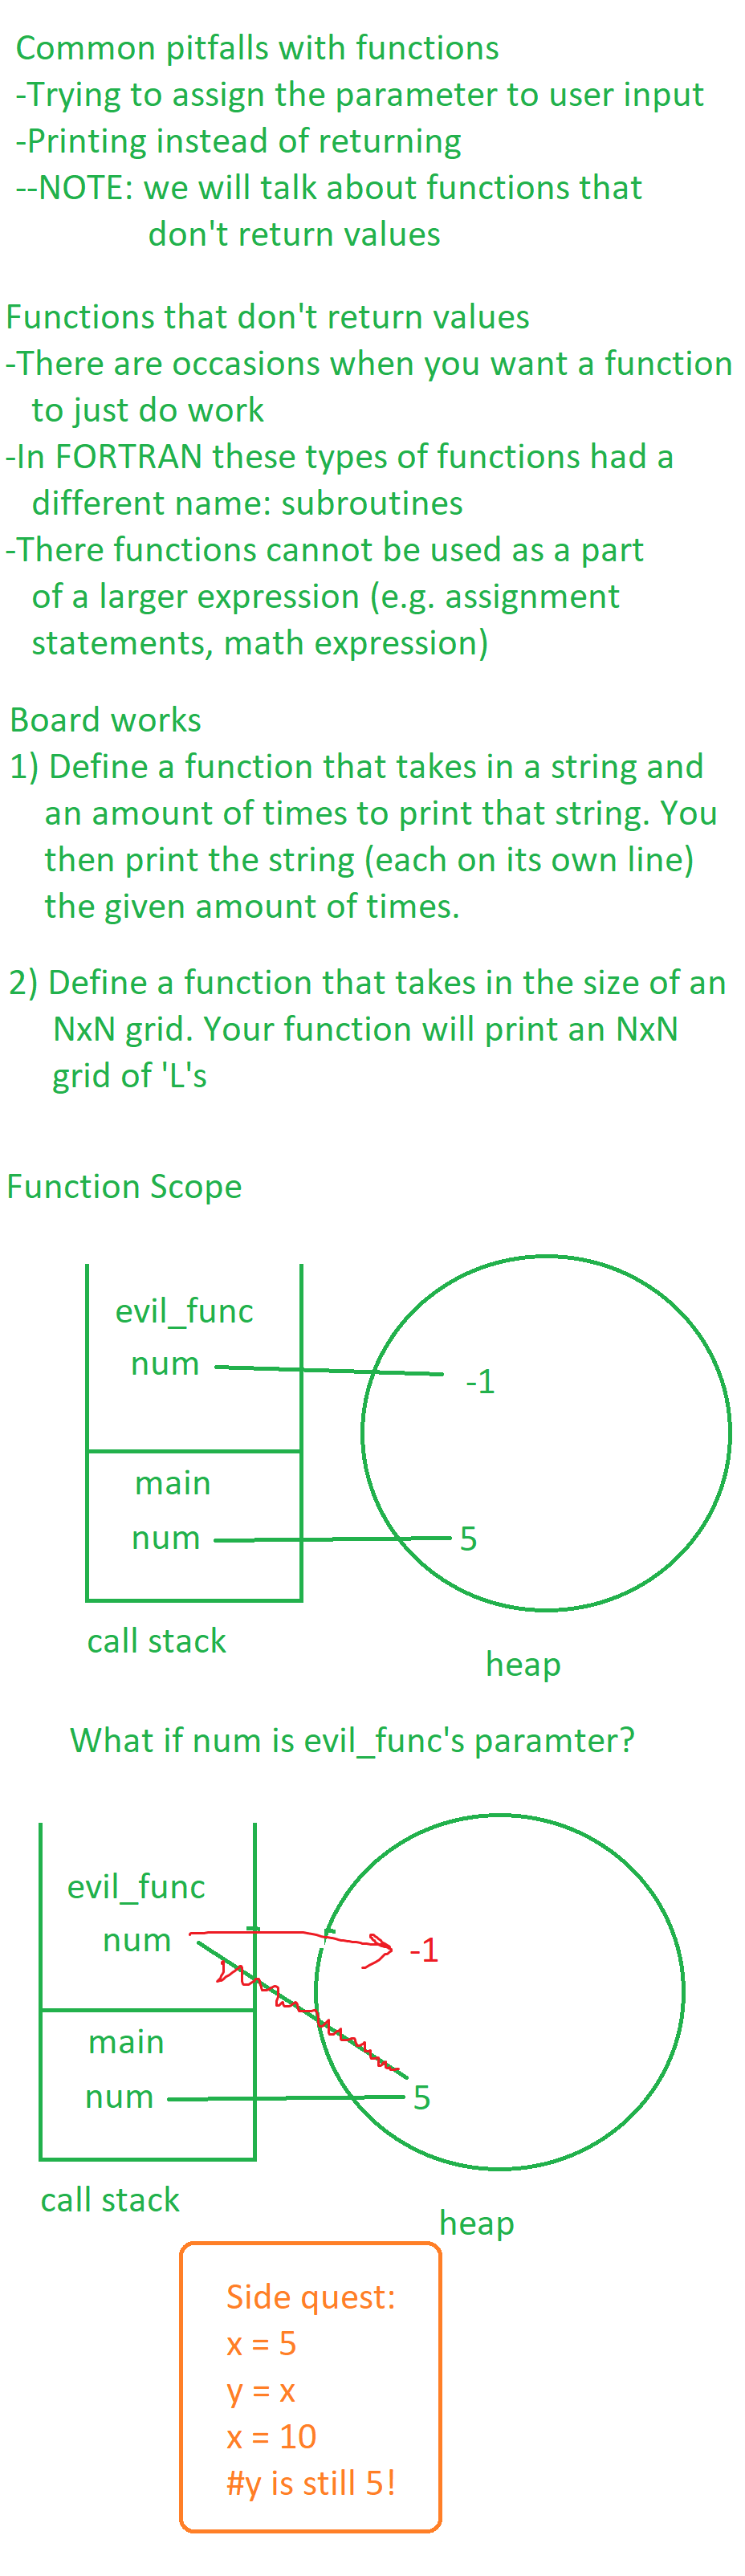 Common pitfalls with functions
-Trying to assign the parameter to user input
-Printing instead of returning
--NOTE: we will talk about functions that
don't return values
Functions that don't return values
-There are occasions when you want a function
to just do work
-In FORTRAN these types of functions had a
different name: subroutines
-There functions cannot be used as a part
of a larger expression (e.g. assignment
statements, math expression)
Board works
1) Define a function that takes in a string and
an amount of times to print that string. You
then print the string (each on its own line)
the given amount of times.
2) Define a function that takes in the size of an
NxN grid. Your function will print an NxN
grid of 'L's
Function Scope
evil_func
num
-1
main
num
5
call stack
heap
What if num is evil_func's paramter?
evil_func
num
-1
main
num
5
call stack
heap
Side quest:
x = 5
y = x
x = 10
#y is still 5!